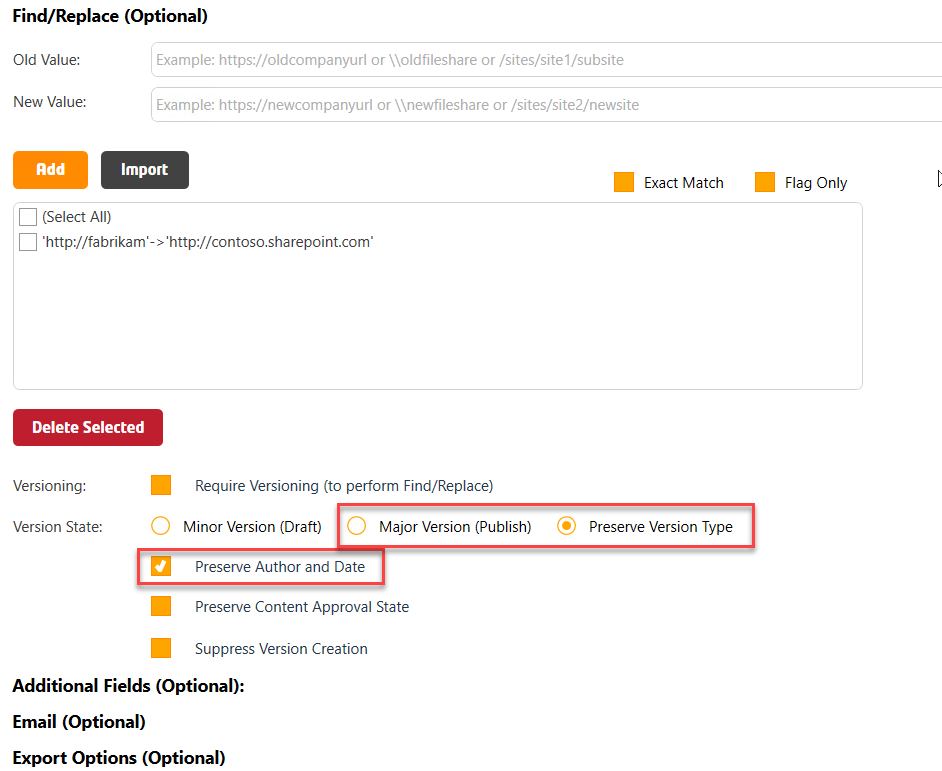 Find/Replace (Optional)
Old Value:
Example: https://oldcompanyurl or \\oldfileshare or /sites/site1/subsite
New Value:
Example: https://newcompanyurl or \\newfileshare or /sites/site2/newsite
Add
Import
Exact Match
Flag Only
(Select All)
'http://fabrikam'->'http://contoso.sharepoint.com'
Delete Selected
Versioning:
Require Versioning (to perform Find/Replace)
Version State:
Minor Version (Draft)
Major Version (Publish)
Preserve Version Type
Preserve Author and Date
Preserve Content Approval State
Suppress Version Creation
Additional Fields (Optional):
Email (Optional)
Export Options (Optional)